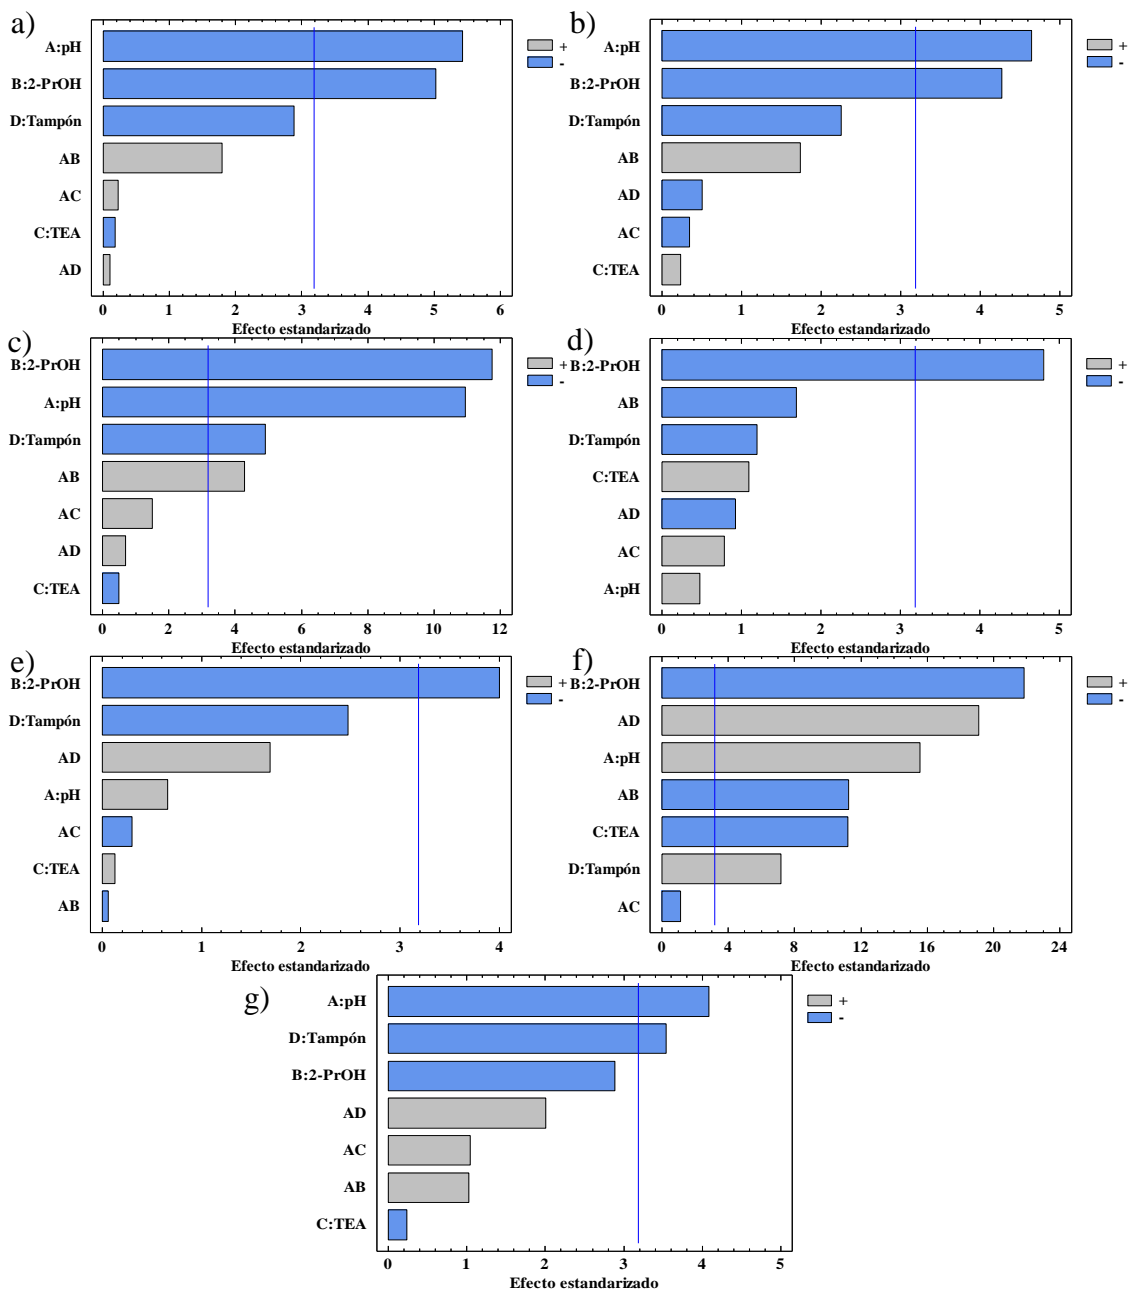 a)
A:pH
B:2-PrOH
D:Tampón
AB
AC
C:TEA
AD
+
-
0 1 2 3 4 5 6
Efecto estandarizado
b)
A:pH
B:2-PrOH
D:Tampón
AB
AD
AC
C:TEA
+
-
0 1 2 3 4 5
Efecto estandarizado
c)
B:2-PrOH
A:pH
D:Tampón
AB
AC
AD
C:TEA
+
-
0 2 4 6 8 10 12
Efecto estandarizado
d)
B:2-PrOH
AB
D:Tampón
C:TEA
AD
AC
A:pH
+
-
0 1 2 3 4 5
Efecto estandarizado
e)
B:2-PrOH
D:Tampón
AD
A:pH
AC
C:TEA
AB
+
-
0 1 2 3 4
Efecto estandarizado
f)
B:2-PrOH
AD
A:pH
AB
C:TEA
D:Tampón
AC
+
-
0 4 8 12 16 20 24
Efecto estandarizado
g)
A:pH
D:Tampón
B:2-PrOH
AD
AC
AB
C:TEA
+
-
0 1 2 3 4 5
Efecto estandarizado